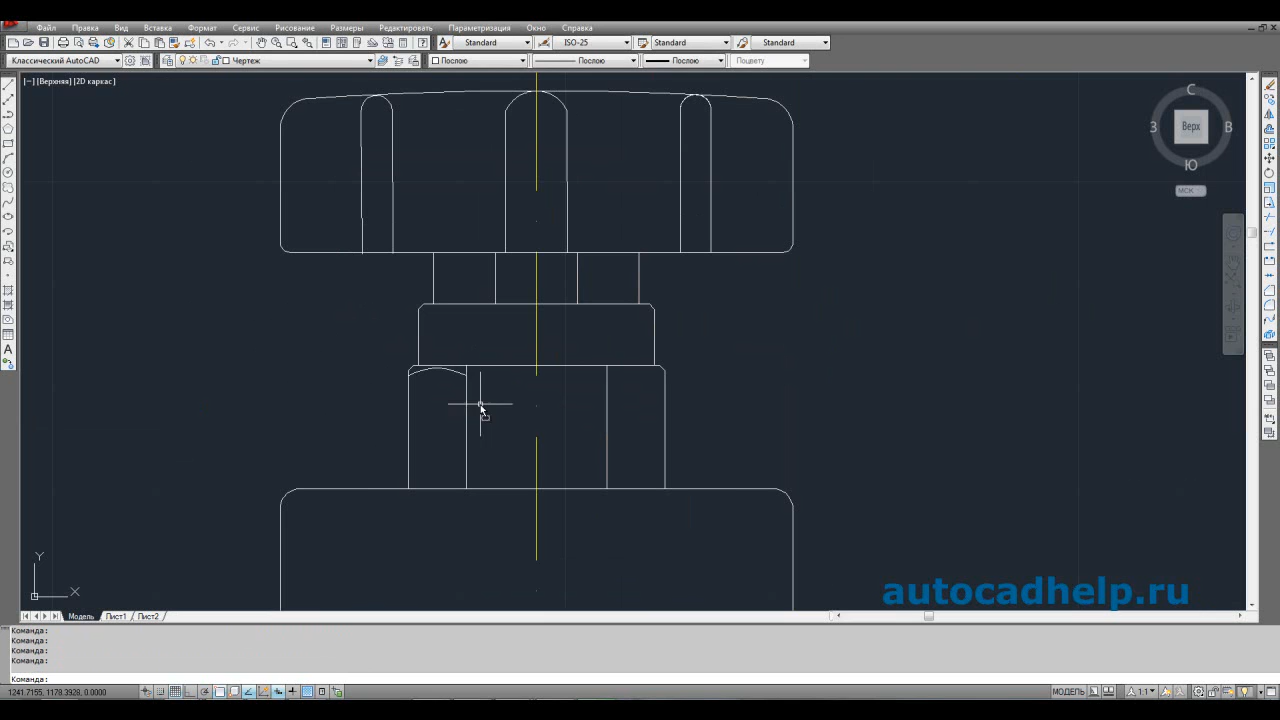 Файл Правка Вид Вставка Формат Сервис Рисование Размеры Редактировать Параметризация Окно Справка
Standard ISO-25 Standard Standard
Классический AutoCAD Чертеж Послою Послою Послою Поцвету
[−][Верхняя][2D каркас]
С
З Верх В
Ю
МСК
Y
X
autocadhelp.ru
Модель Лист1 Лист2
Команда:
Команда:
Команда:
Команда:
Команда:
1241.7155, 1178.3928, 0.0000 МОДЕЛЬ 1:1